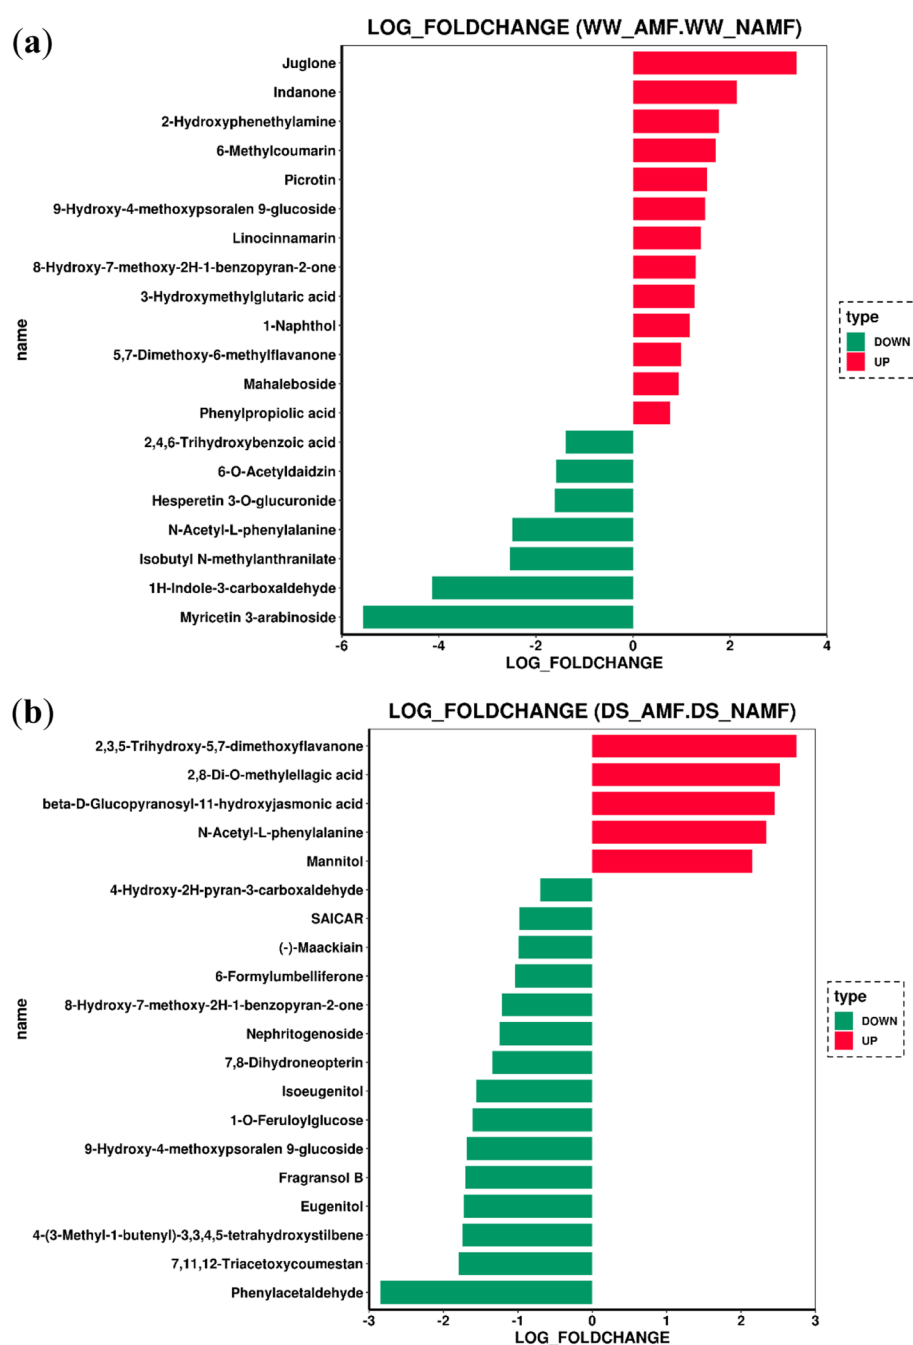 (a)
LOG_FOLDCHANGE (WW_AMF.WW_NAMF)
Juglone
Indanone
2-Hydroxyphenethylamine
6-Methylcoumarin
Picrotin
9-Hydroxy-4-methoxypsoralen 9-glucoside
Linocinnamarin
8-Hydroxy-7-methoxy-2H-1-benzopyran-2-one
3-Hydroxymethylglutaric acid
1-Naphthol
5,7-Dimethoxy-6-methylflavanone
Mahaleboside
Phenylpropiolic acid
2,4,6-Trihydroxybenzoic acid
6-O-Acetyldaidzin
Hesperetin 3-O-glucuronide
N-Acetyl-L-phenylalanine
Isobutyl N-methylanthranilate
1H-Indole-3-carboxaldehyde
Myricetin 3-arabinoside
name
-6 -4 -2 0 2 4
LOG_FOLDCHANGE
type
DOWN
UP
(b)
LOG_FOLDCHANGE (DS_AMF.DS_NAMF)
2,3,5-Trihydroxy-5,7-dimethoxyflavanone
2,8-Di-O-methylellagic acid
beta-D-Glucopyranosyl-11-hydroxyjasmonic acid
N-Acetyl-L-phenylalanine
Mannitol
4-Hydroxy-2H-pyran-3-carboxaldehyde
SAICAR
(-)-Maackiain
6-Formylumbelliferone
8-Hydroxy-7-methoxy-2H-1-benzopyran-2-one
Nephritogenoside
7,8-Dihydroneopterin
Isoeugenitol
1-O-Feruloylglucose
9-Hydroxy-4-methoxypsoralen 9-glucoside
Fragransol B
Eugenitol
4-(3-Methyl-1-butenyl)-3,3,4,5-tetrahydroxystilbene
7,11,12-Triacetoxycoumestan
Phenylacetaldehyde
name
-3 -2 -1 0 1 2 3
LOG_FOLDCHANGE
type
DOWN
UP